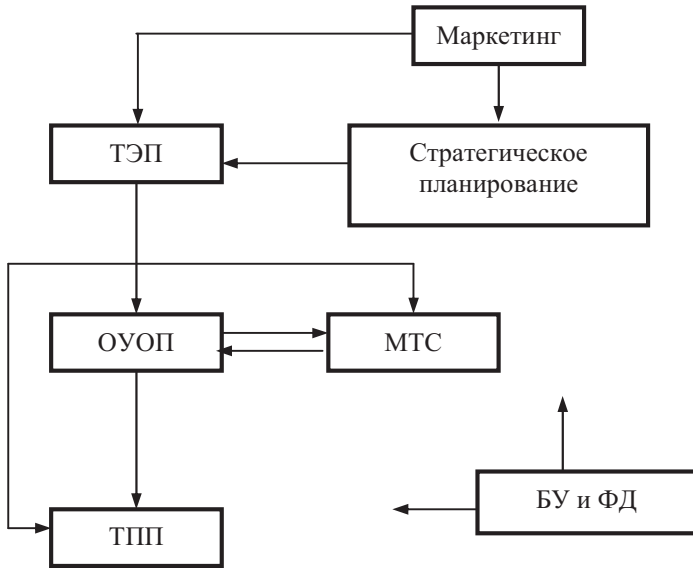 Маркетинг
ТЭП
Стратегическое
планирование
ОУОП
МТС
БУ и ФД
ТПП